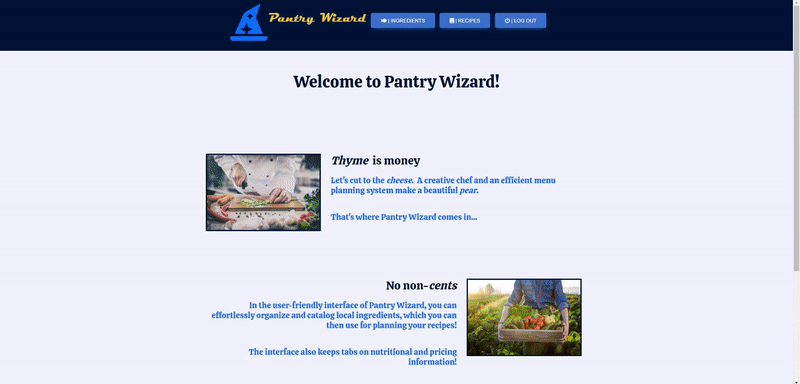 Pantry Wizard
| INGREDIENTS
| RECIPES
| LOG OUT
Welcome to Pantry Wizard!
Thyme is money
Let's cut to the cheese. A creative chef and an efficient menu
planning system make a beautiful pear.
That's where Pantry Wizard comes in...
No non-cents
In the user-friendly interface of Pantry Wizard, you can
effortlessly organize and catalog local ingredients, which you can
then use for planning your recipes!
The interface also keeps tabs on nutritional and pricing
information!